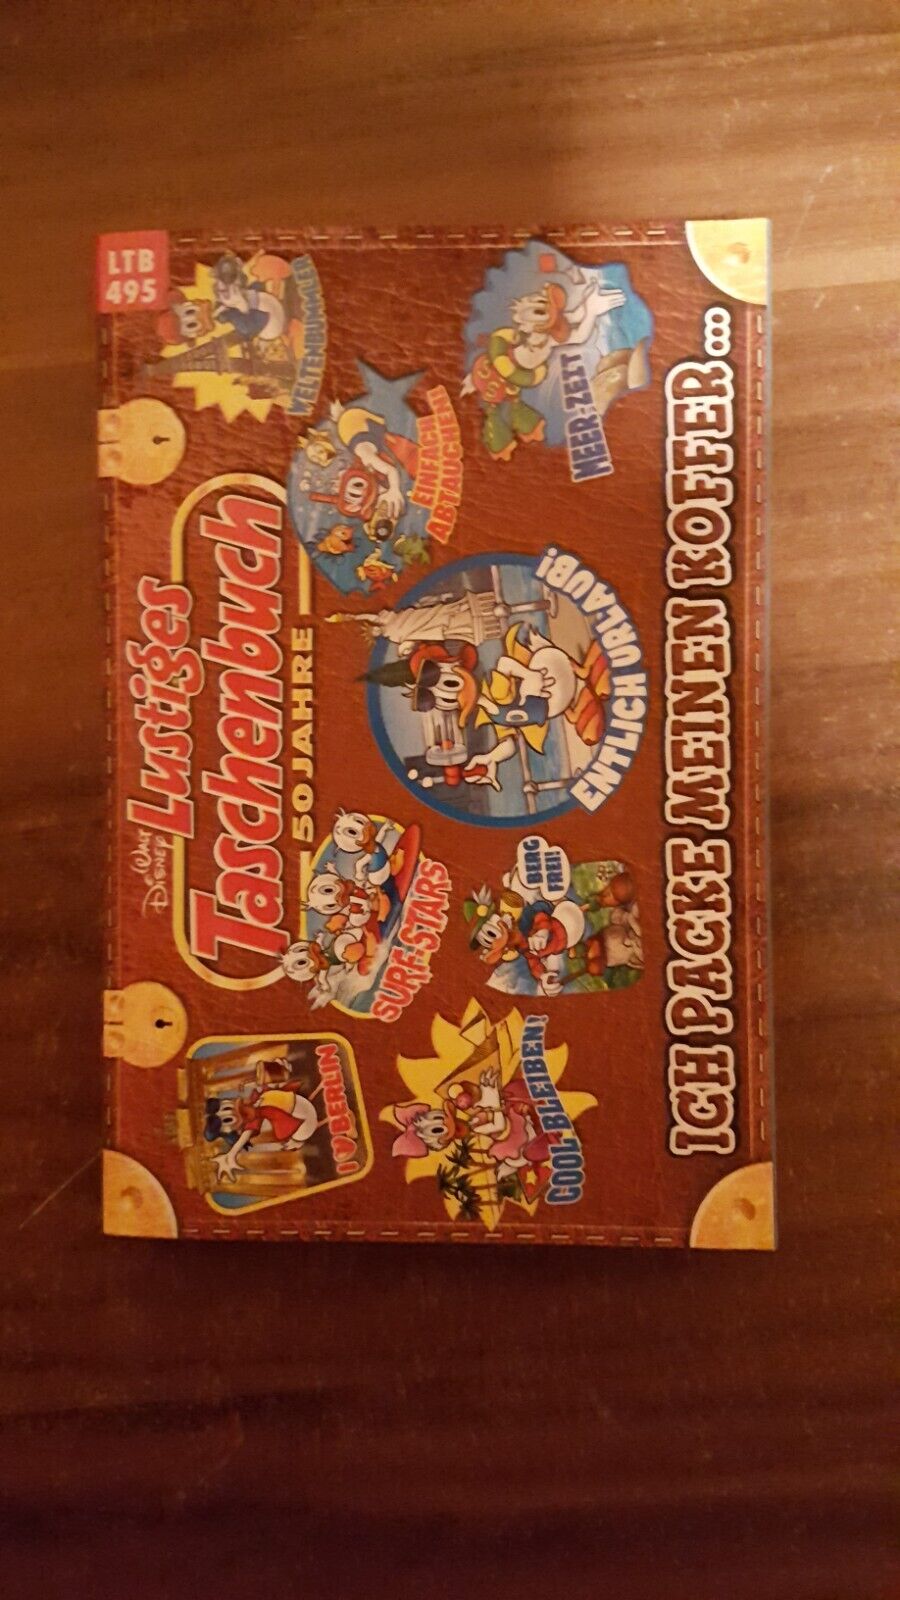 LTB
495
WALT
DISNEY
Lustiges
Taschenbuch
50 JAHRE
I ♥ BERLIN
SURF-STARS
EINFACH
ABTAUCHEN!
WELTENBUMMLER
COOL BLEIBEN!
BERG
FREI!
ENTLICH URLAUB!
MEER-ZEIT
ICH PACKE MEINEN KOFFER...